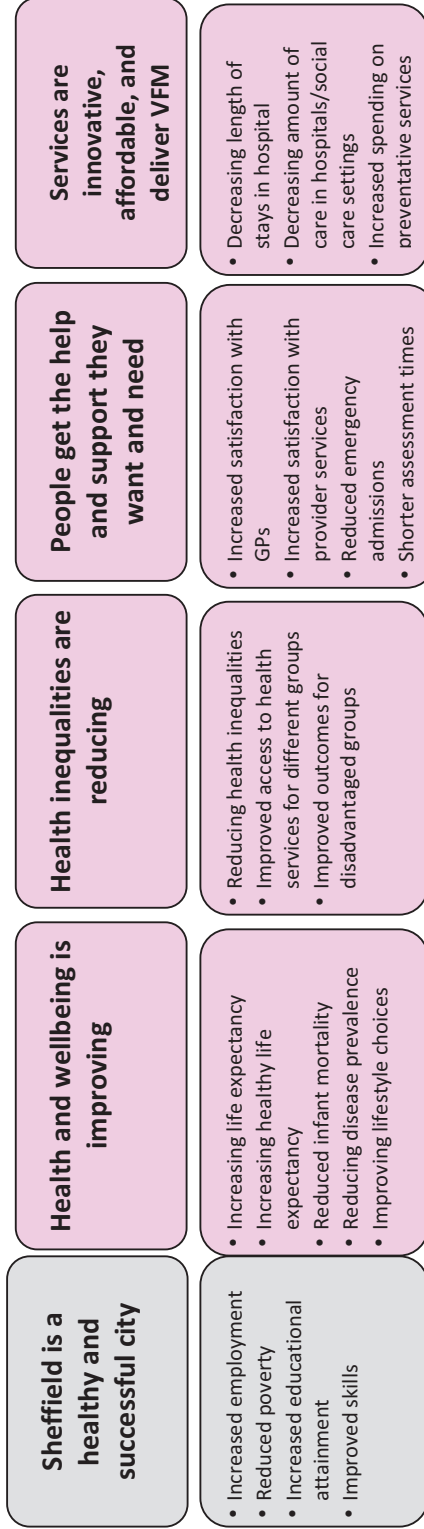 Sheffield is a
healthy and
successful city
• Increased employment
• Reduced poverty
• Increased educational
attainment
• Improved skills
Health and wellbeing is
improving
• Increasing life expectancy
• Increasing healthy life
expectancy
• Reduced infant mortality
• Reducing disease prevalence
• Improving lifestyle choices
Health inequalities are
reducing
• Reducing health inequalities
• Improved access to health
services for different groups
• Improved outcomes for
disadvantaged groups
People get the help
and support they
want and need
• Increased satisfaction with
GPs
• Increased satisfaction with
provider services
• Reduced emergency
admissions
• Shorter assessment times
Services are
innovative,
affordable, and
deliver VFM
• Decreasing length of
stays in hospital
• Decreasing amount of
care in hospitals/social
care settings
• Increased spending on
preventative services